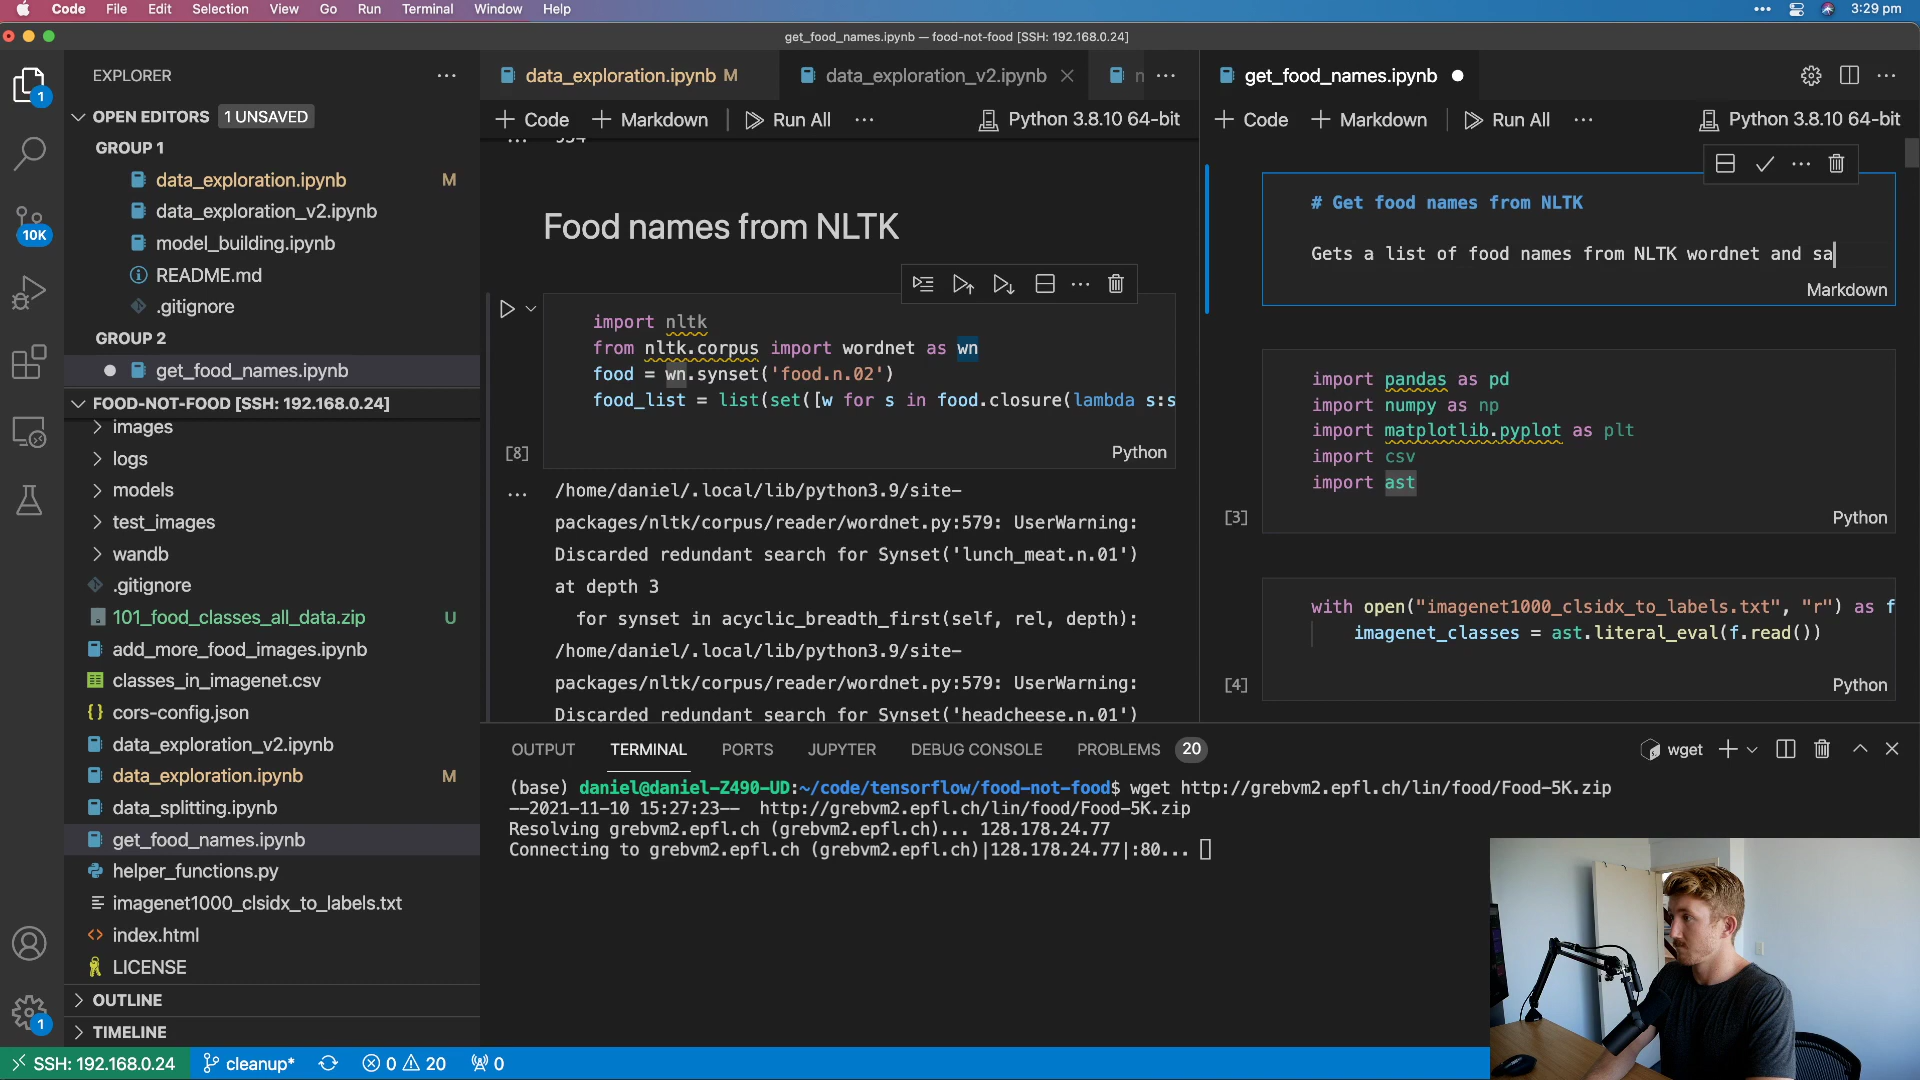 Code File Edit Selection View Go Run Terminal Window Help 3:29 pm
get_food_names.ipynb — food-not-food [SSH: 192.168.0.24]
EXPLORER
OPEN EDITORS 1 UNSAVED
GROUP 1
data_exploration.ipynb M
data_exploration_v2.ipynb
model_building.ipynb
README.md
.gitignore
GROUP 2
get_food_names.ipynb
FOOD-NOT-FOOD [SSH: 192.168.0.24]
images
logs
models
test_images
wandb
.gitignore
101_food_classes_all_data.zip U
add_more_food_images.ipynb
classes_in_imagenet.csv
cors-config.json
data_exploration_v2.ipynb
data_exploration.ipynb M
data_splitting.ipynb
get_food_names.ipynb
helper_functions.py
imagenet1000_clsidx_to_labels.txt
index.html
LICENSE
OUTLINE
TIMELINE
1
10K
1
data_exploration.ipynb M data_exploration_v2.ipynb
Code Markdown Run All Python 3.8.10 64-bit
Food names from NLTK
import nltk
from nltk.corpus import wordnet as wn
food = wn.synset('food.n.02')
food_list = list(set([w for s in food.closure(lambda s:s
[8] Python
/home/daniel/.local/lib/python3.9/site-
packages/nltk/corpus/reader/wordnet.py:579: UserWarning:
Discarded redundant search for Synset('lunch_meat.n.01')
at depth 3
for synset in acyclic_breadth_first(self, rel, depth):
/home/daniel/.local/lib/python3.9/site-
packages/nltk/corpus/reader/wordnet.py:579: UserWarning:
Discarded redundant search for Synset('headcheese.n.01')
get_food_names.ipynb
Code Markdown Run All Python 3.8.10 64-bit
# Get food names from NLTK
Gets a list of food names from NLTK wordnet and sa
Markdown
import pandas as pd
import numpy as np
import matplotlib.pyplot as plt
import csv
import ast
[3] Python
with open("imagenet1000_clsidx_to_labels.txt", "r") as f
imagenet_classes = ast.literal_eval(f.read())
[4] Python
OUTPUT TERMINAL PORTS JUPYTER DEBUG CONSOLE PROBLEMS 20 wget
(base) daniel@daniel-Z490-UD:~/code/tensorflow/food-not-food$ wget http://grebvm2.epfl.ch/lin/food/Food-5K.zip
--2021-11-10 15:27:23-- http://grebvm2.epfl.ch/lin/food/Food-5K.zip
Resolving grebvm2.epfl.ch (grebvm2.epfl.ch)... 128.178.24.77
Connecting to grebvm2.epfl.ch (grebvm2.epfl.ch)|128.178.24.77|:80...
SSH: 192.168.0.24 cleanup* 0 20 0